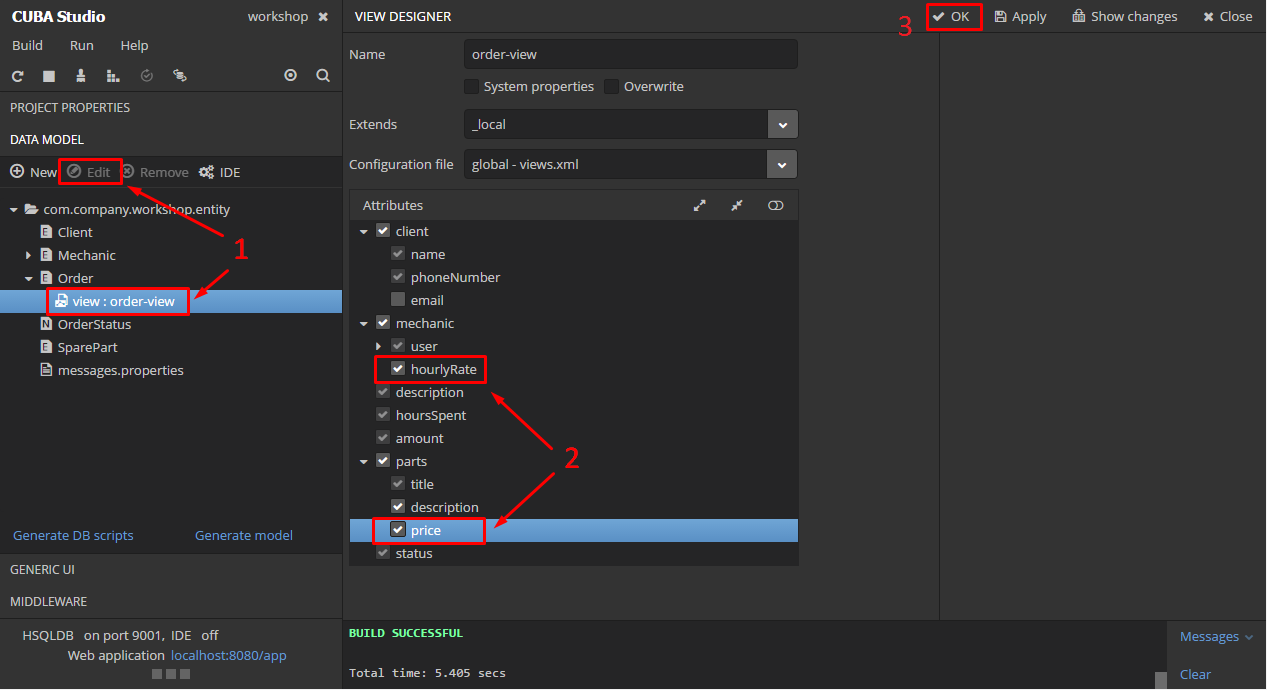 CUBA Studio
workshop ✖
Build Run Help
PROJECT PROPERTIES
DATA MODEL
New Edit Remove IDE
com.company.workshop.entity
E Client
E Mechanic
E Order
view : order-view
N OrderStatus
E SparePart
messages.properties
1
Generate DB scripts Generate model
GENERIC UI
MIDDLEWARE
HSQLDB on port 9001, IDE off
Web application localhost:8080/app
VIEW DESIGNER
3
OK Apply Show changes Close
Name order-view
System properties Overwrite
Extends _local
Configuration file global - views.xml
Attributes
client
name
phoneNumber
email
mechanic
user
hourlyRate
description
hoursSpent
amount
parts
title
description
price
status
2
BUILD SUCCESSFUL
Total time: 5.405 secs
Messages
Clear